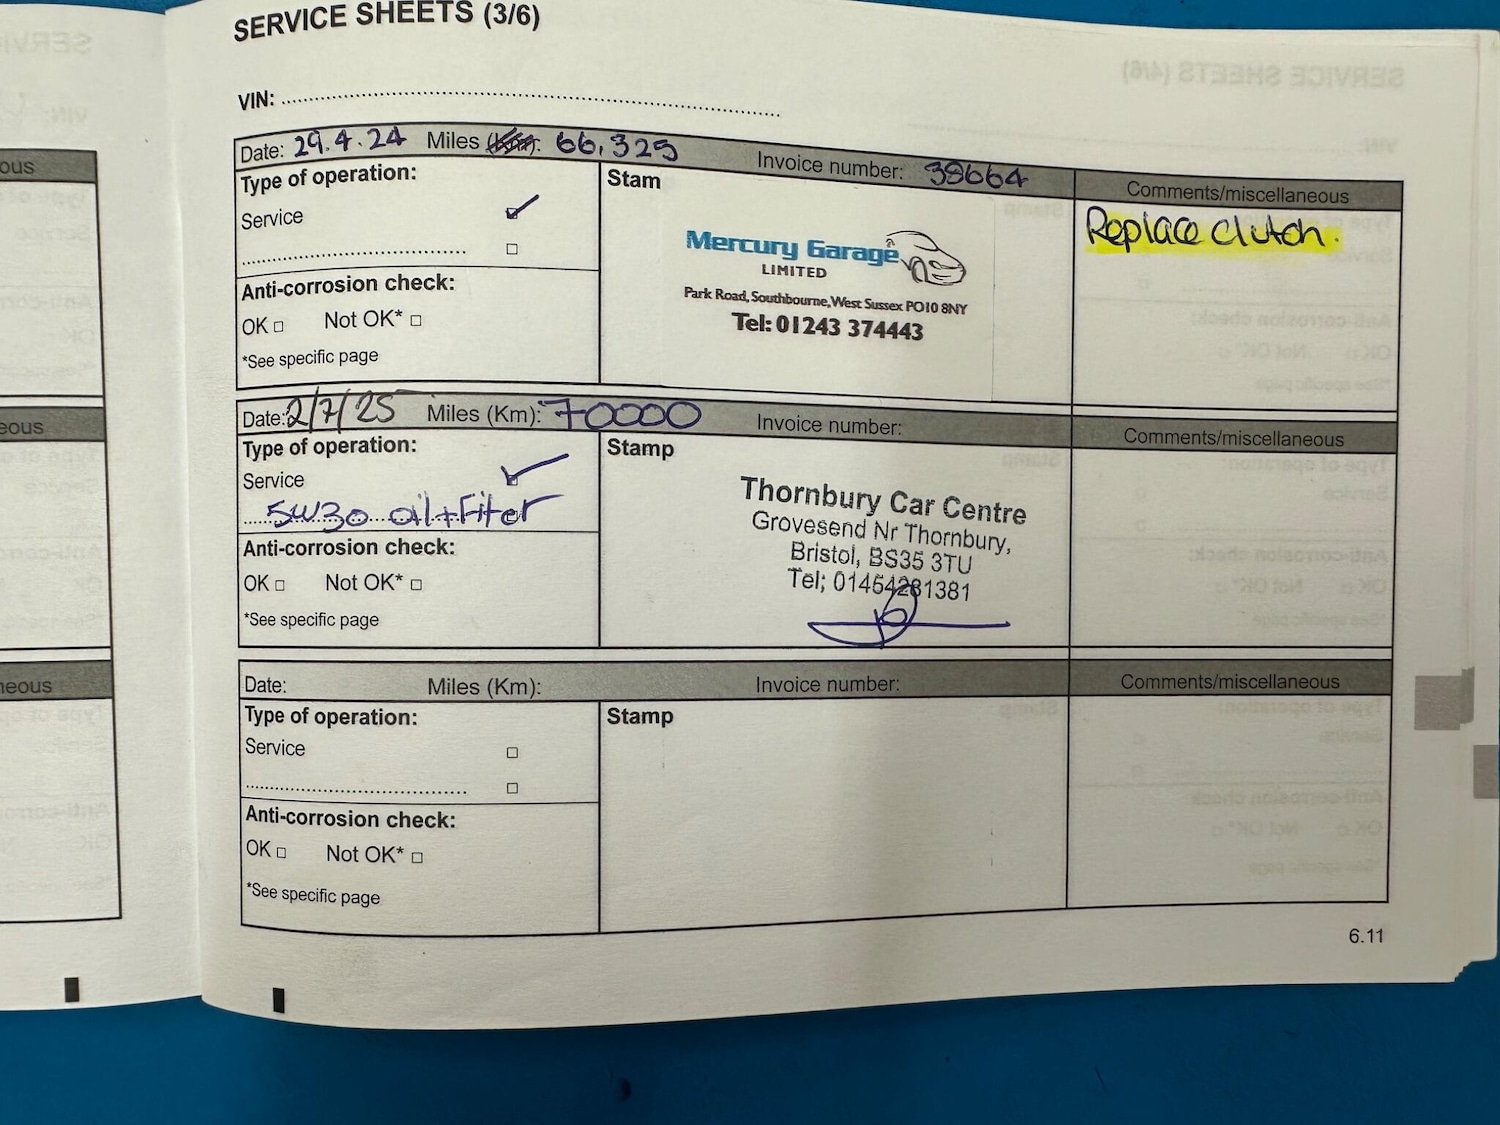 SERVICE SHEETS (3/6)
VIN:
Date: 29.4.24 Miles (Km): 66,325 Invoice number: 38664
Type of operation:
Service
Anti-corrosion check:
OK Not OK*
*See specific page
Stam
Mercury Garage
LIMITED
Park Road, Southbourne, West Sussex PO10 8NY
Tel: 01243 374443
Comments/miscellaneous
Replace clutch.
Date: 2/7/25 Miles (Km): 70000 Invoice number:
Type of operation:
Service
5W30 oil + Fiter
Anti-corrosion check:
OK Not OK*
*See specific page
Stamp
Thornbury Car Centre
Grovesend Nr Thornbury,
Bristol, BS35 3TU
Tel; 01454281381
Comments/miscellaneous
Date: Miles (Km): Invoice number:
Type of operation:
Service
Anti-corrosion check:
OK Not OK*
*See specific page
Stamp
Comments/miscellaneous
6.11